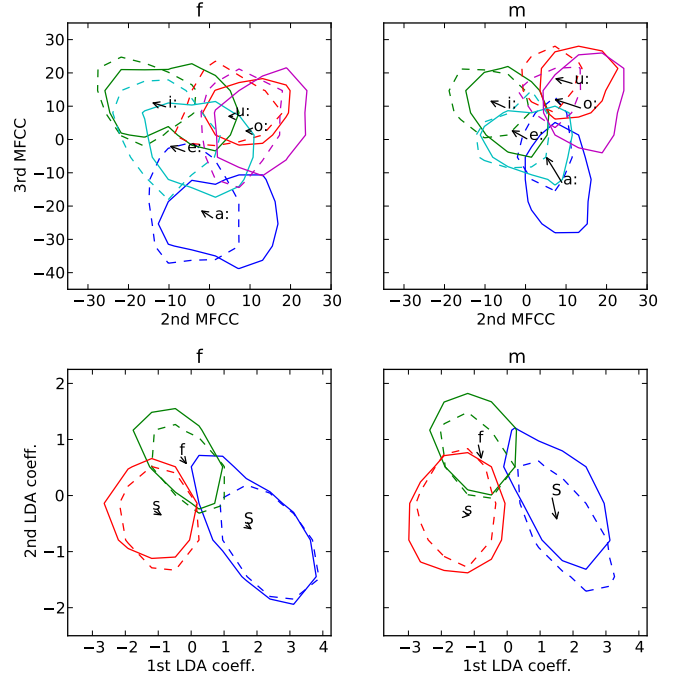 f
m
3rd MFCC
30
20
10
0
−10
−20
−30
−40
i:
u:
o:
e:
a:
u:
i:
o:
e:
a:
−30 −20 −10 0 10 20 30
−30 −20 −10 0 10 20 30
2nd MFCC
2nd MFCC
f
m
2nd LDA coeff.
2
1
0
−1
−2
f
s
S
f
s
S
−3 −2 −1 0 1 2 3 4
−3 −2 −1 0 1 2 3 4
1st LDA coeff.
1st LDA coeff.